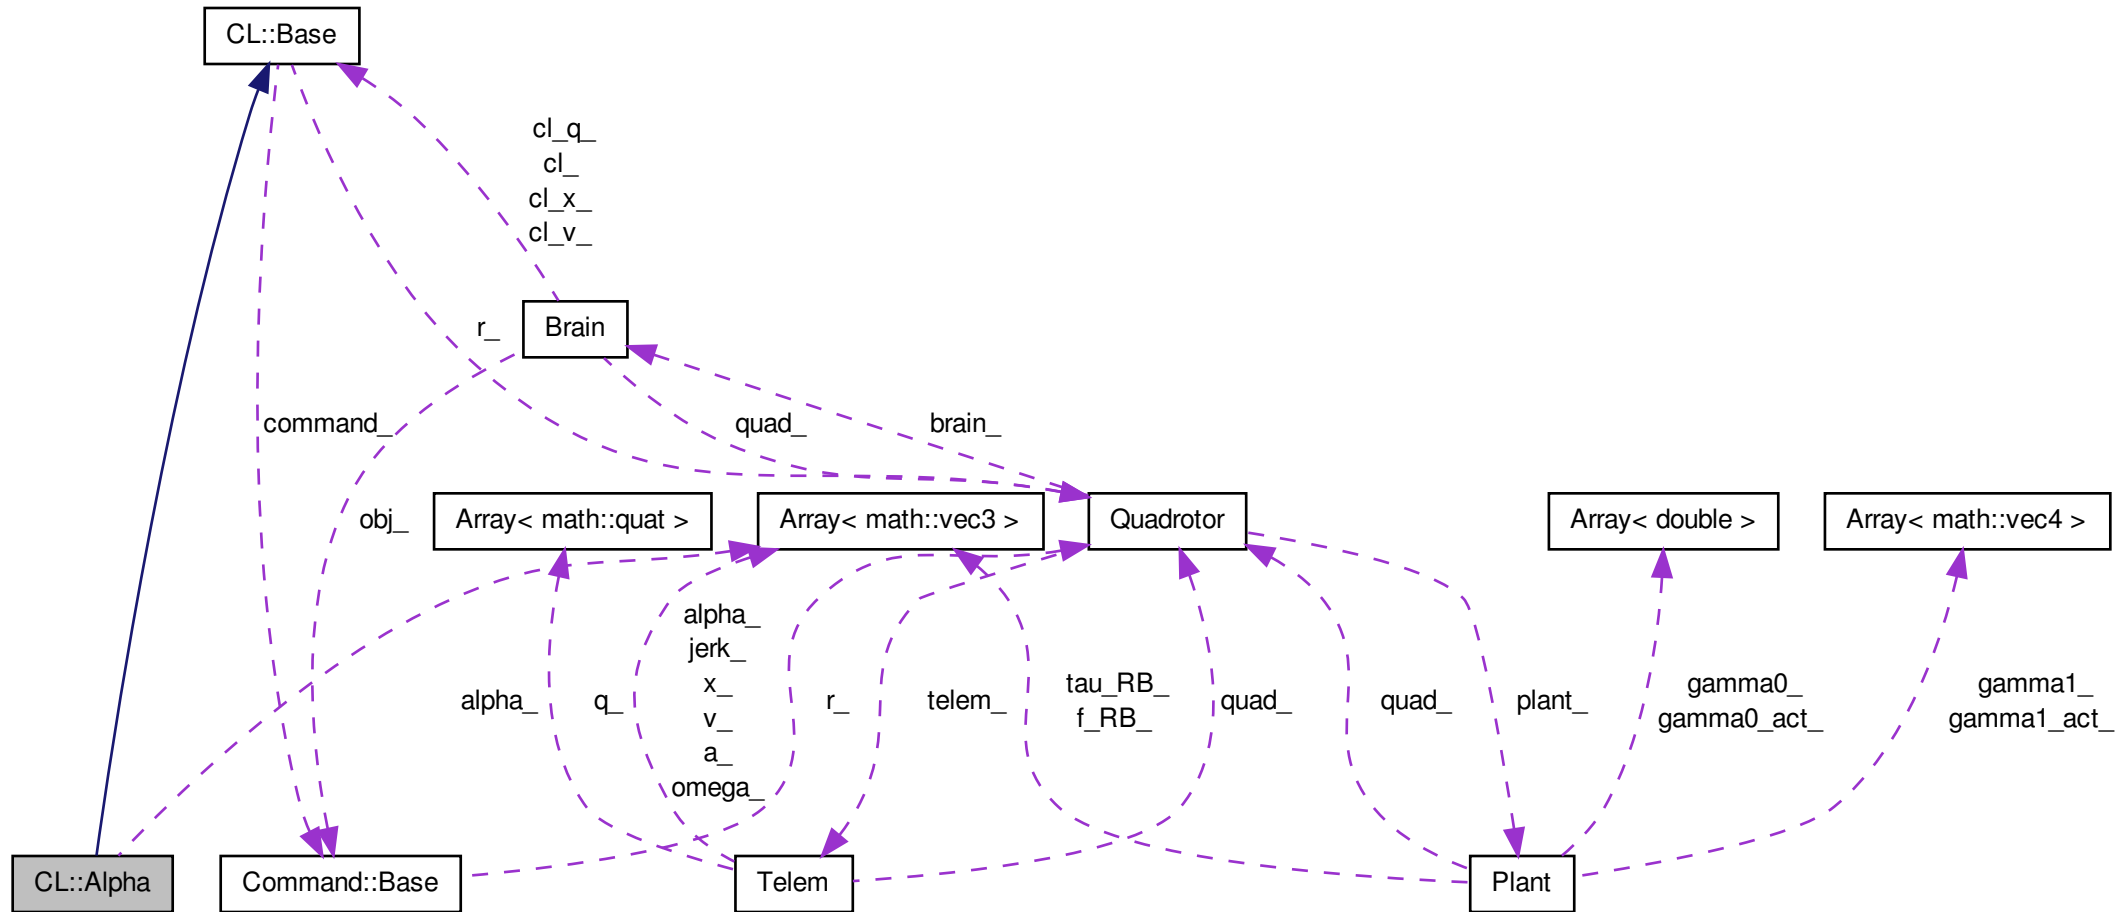 CL::Base
cl_q_
cl_
cl_x_
cl_v_
r_
Brain
command_
quad_
brain_
obj_
Array< math::quat >
Array< math::vec3 >
Quadrotor
Array< double >
Array< math::vec4 >
alpha_
q_
alpha_
jerk_
x_
v_
a_
omega_
r_
telem_
tau_RB_
f_RB_
quad_
quad_
plant_
gamma0_
gamma0_act_
gamma1_
gamma1_act_
CL::Alpha
Command::Base
Telem
Plant